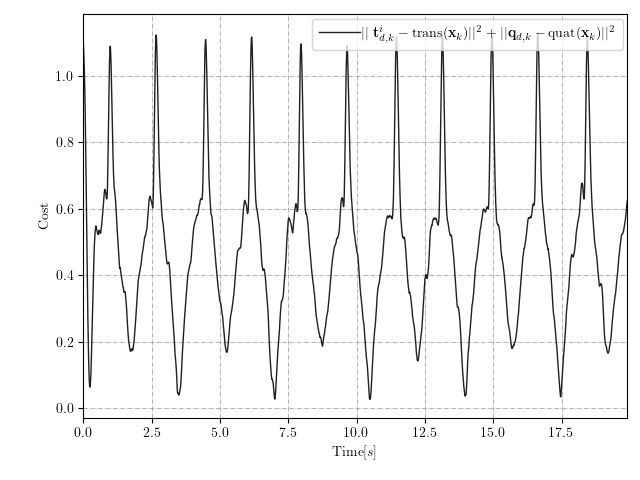 || t^i_{d,k} − trans(x_k)||² + ||q_{d,k} − quat(x_k)||²
1.0
0.8
0.6
0.4
0.2
0.0
Cost
0.0 2.5 5.0 7.5 10.0 12.5 15.0 17.5
Time[s]